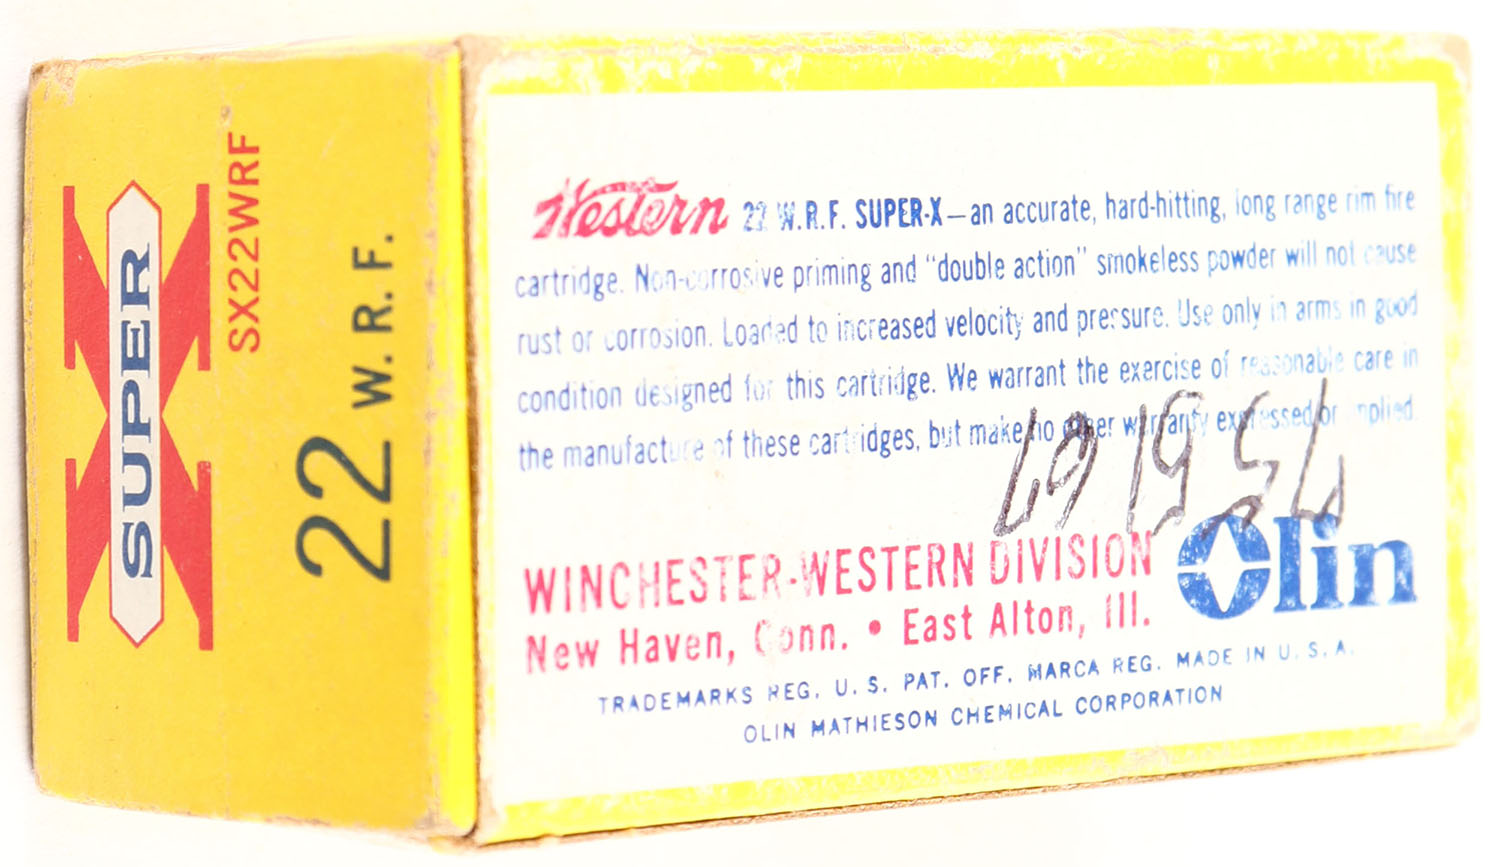 SUPER X
SX22WRF
22 W.R.F.
Western 22 W.R.F. SUPER-X—an accurate, hard-hitting, long range rim fire
cartridge. Non-corrosive priming and "double action" smokeless powder will not cause
rust or corrosion. Loaded to increased velocity and pressure. Use only in arms in good
condition designed for this cartridge. We warrant the exercise of reasonable care in
the manufacture of these cartridges, but make no other warranty expressed or implied.
WINCHESTER-WESTERN DIVISION
New Haven, Conn. • East Alton, Ill.
Olin
TRADEMARKS REG. U. S. PAT. OFF. MARCA REG. MADE IN U. S. A.
OLIN MATHIESON CHEMICAL CORPORATION